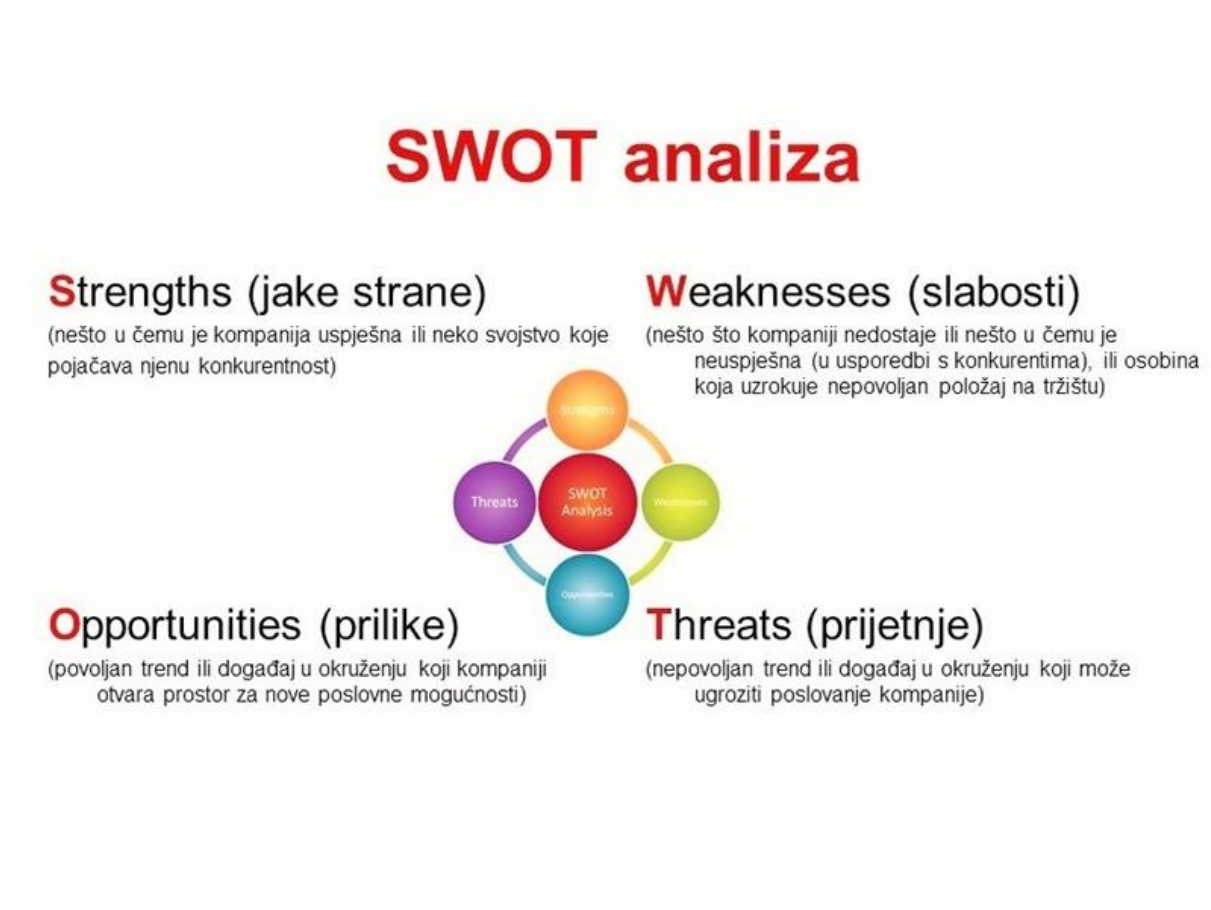 SWOT analiza
Strengths (jake strane)
(nešto u čemu je kompanija uspješna ili neko svojstvo koje
pojačava njenu konkurentnost)
Weaknesses (slabosti)
(nešto što kompaniji nedostaje ili nešto u čemu je
neuspješna (u usporedbi s konkurentima), ili osobina
koja uzrokuje nepovoljan položaj na tržištu)
Strengths
Threats
SWOT
Analysis
Weaknesses
Opportunities
Opportunities (prilike)
(povoljan trend ili događaj u okruženju koji kompaniji
otvara prostor za nove poslovne mogućnosti)
Threats (prijetnje)
(nepovoljan trend ili događaj u okruženju koji može
ugroziti poslovanje kompanije)